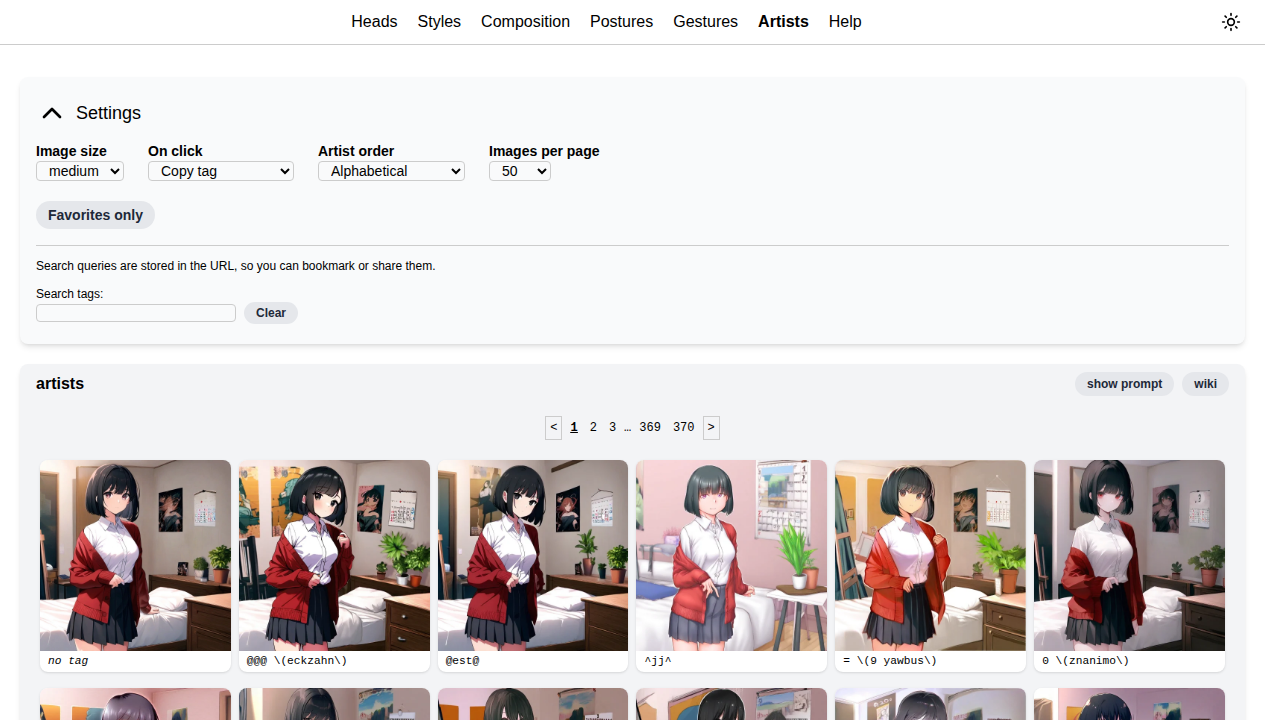 Heads Styles Composition Postures Gestures Artists Help
Settings
Image size On click Artist order Images per page
medium Copy tag Alphabetical 50
Favorites only
Search queries are stored in the URL, so you can bookmark or share them.
Search tags:
Clear
artists show prompt wiki
< 1 2 3 … 369 370 >
no tag @@@ \(eckzahn\) @est@ ^jj^ = \(9 yawbus\) 0 \(znanimo\)